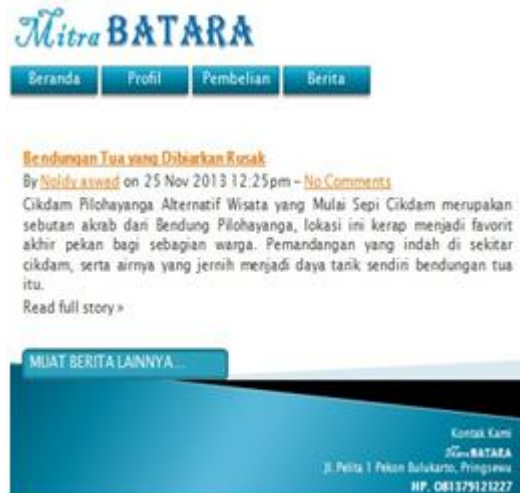 Mitra BATARA
Beranda Profil Pembelian Berita
Bendungan Tua yang Dibiarkan Rusak
By Noldy aswad on 25 Nov 2013 12:25pm – No Comments
Cikdam Pilohayanga Alternatif Wisata yang Mulai Sepi Cikdam merupakan
sebutan akrab dari Bendung Pilohayanga, lokasi ini kerap menjadi favorit
akhir pekan bagi sebagian warga. Pemandangan yang indah di sekitar
cikdam, serta airnya yang jernih menjadi daya tarik sendiri bendungan tua
itu.
Read full story »
MUAT BERITA LAINNYA...
Kontak Kami
Mitra BATARA
Jl. Pelita 1 Pekon Bulukarto, Pringsewu
HP. 081379121227